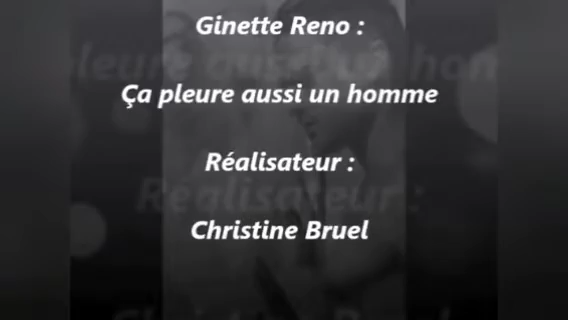 Ginette Reno :
Ça pleure aussi un homme
Réalisateur :
Christine Bruel